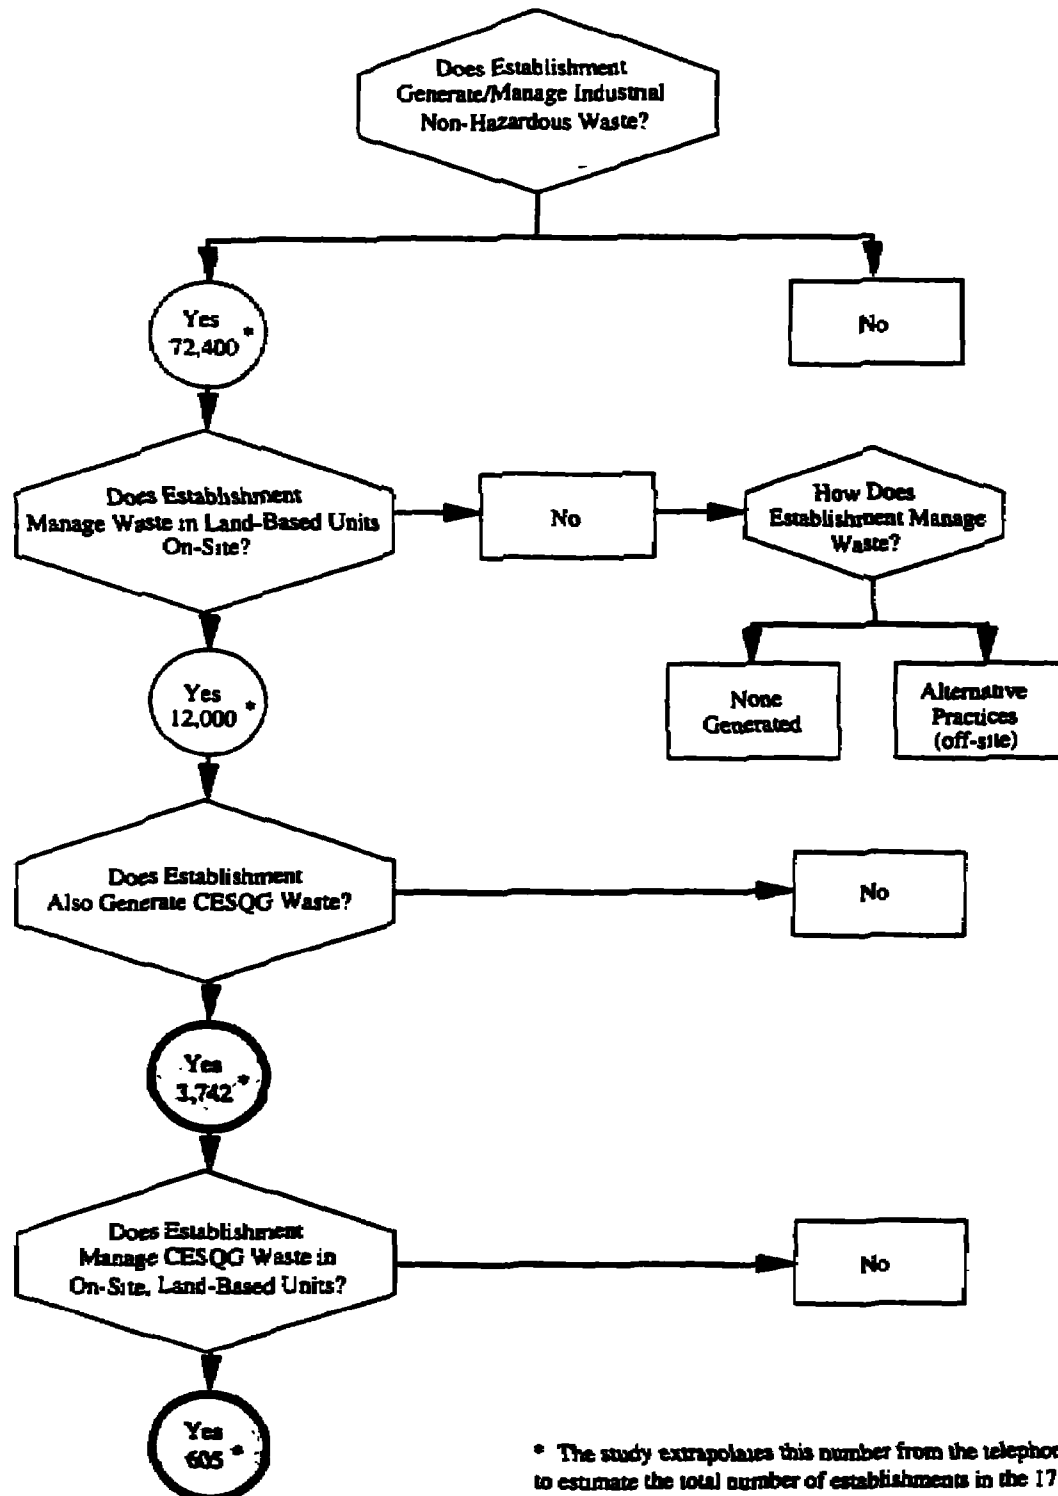 Does Establishment
Generate/Manage Industrial
Non-Hazardous Waste?
Yes
72,400 *
No
Does Establishment
Manage Waste in Land-Based Units
On-Site?
No
How Does
Establishment Manage
Waste?
Yes
12,000 *
None
Generated
Alternative
Practices
(off-site)
Does Establishment
Also Generate CESQG Waste?
No
Yes
3,742 *
Does Establishment
Manage CESQG Waste in
On-Site, Land-Based Units?
No
Yes
605 *
* The study extrapolates this number from the telephon
to estimate the total number of establishments in the 17